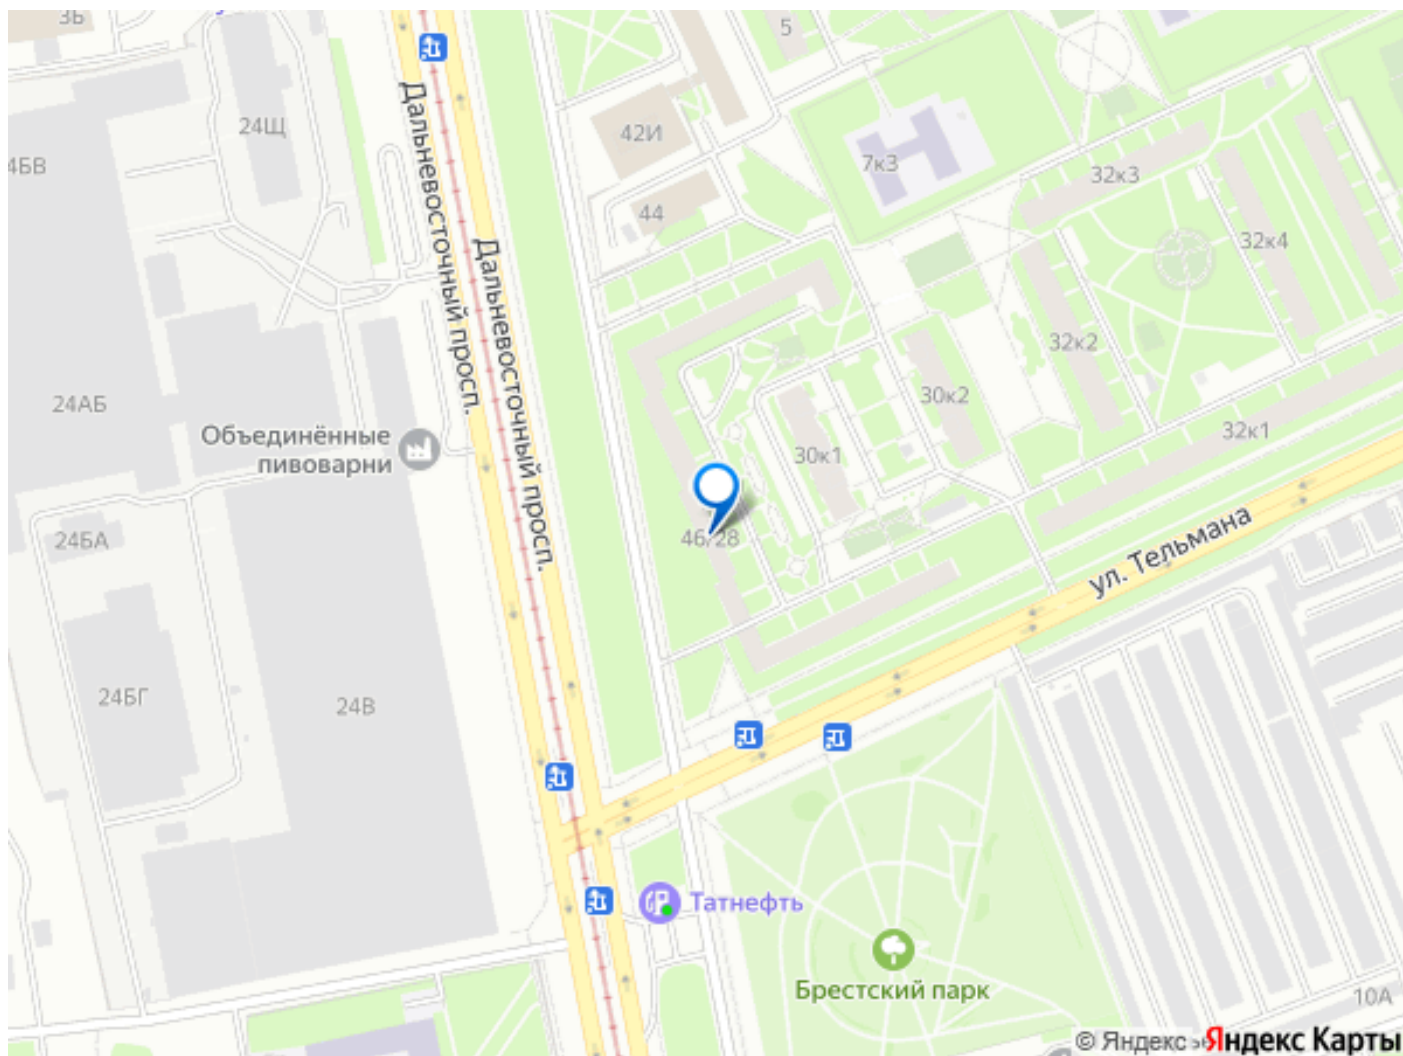 3Б
5
24Щ
42И
4БВ
7к3
32к3
44
32к4
Дальневосточный просп.
Дальневосточный просп.
32к2
24АБ
30к2
Объединённые
пивоварни
32к1
30к1
24БА
46/28
ул. Тельмана
24БГ
24В
Татнефть
Брестский парк
10А
© Яндекс
Яндекс Карты